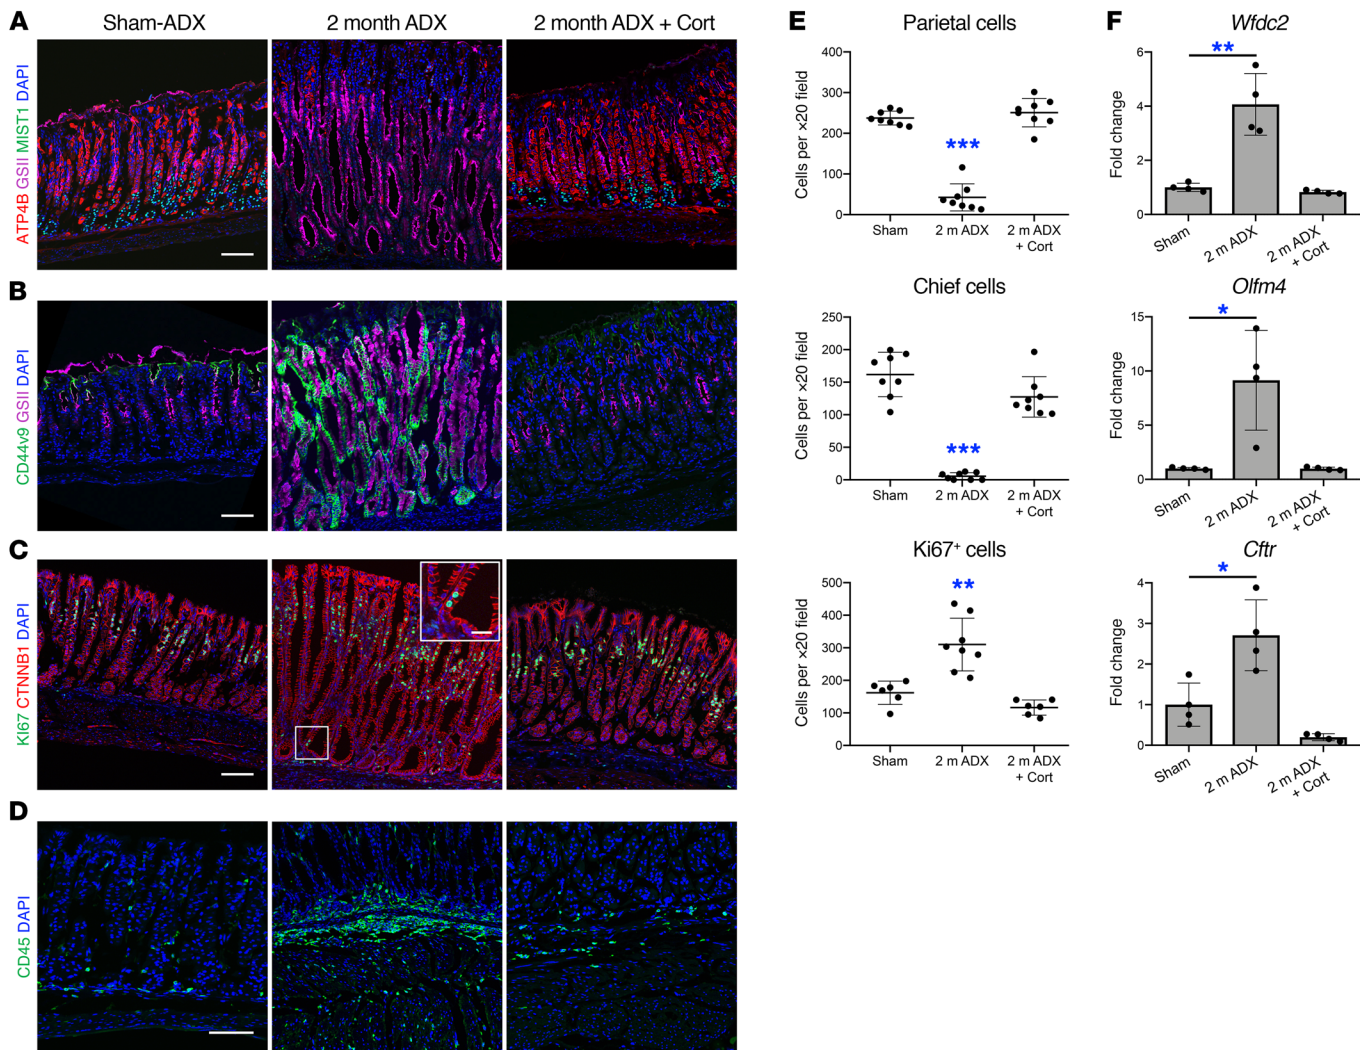 A
Sham-ADX
2 month ADX
2 month ADX + Cort
ATP4B GSII MIST1 DAPI
B
CD44v9 GSII DAPI
C
Ki67 CTNNB1 DAPI
D
CD45 DAPI
E
Parietal cells
Cells per ×20 field
400
300
200
100
0
***
Sham
2 m ADX
2 m ADX
+ Cort
Chief cells
Cells per ×20 field
250
200
150
100
50
0
***
Sham
2 m ADX
2 m ADX
+ Cort
Ki67⁺ cells
Cells per ×20 field
500
400
300
200
100
0
**
Sham
2 m ADX
2 m ADX
+ Cort
F
Wfdc2
Fold change
6
4
2
0
**
Sham
2 m ADX
2 m ADX
+ Cort
Olfm4
Fold change
15
10
5
0
*
Sham
2 m ADX
2 m ADX
+ Cort
Cftr
Fold change
4
3
2
1
0
*
Sham
2 m ADX
2 m ADX
+ Cort